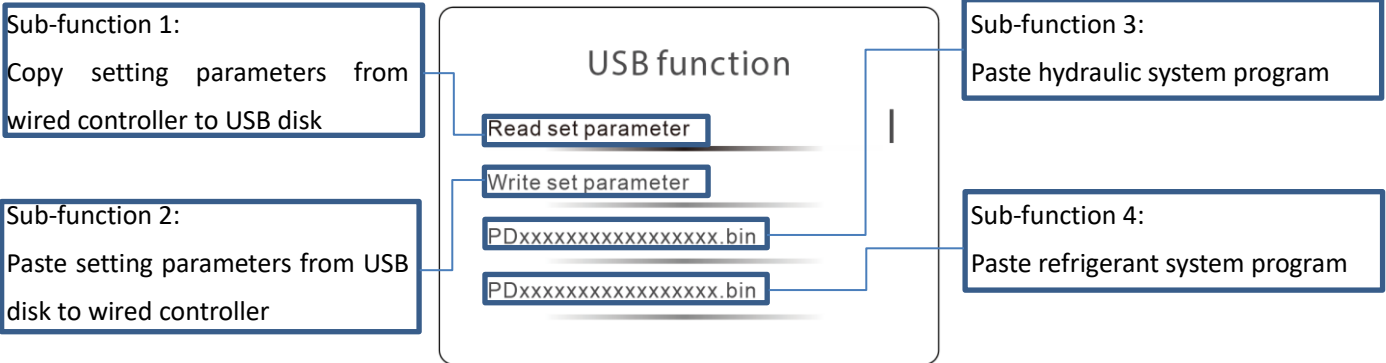 Sub-function 1:
Copy setting parameters from
wired controller to USB disk
Sub-function 2:
Paste setting parameters from USB
disk to wired controller
USB function
Read set parameter
Write set parameter
PDxxxxxxxxxxxxxxxxx.bin
PDxxxxxxxxxxxxxxxxx.bin
Sub-function 3:
Paste hydraulic system program
Sub-function 4:
Paste refrigerant system program